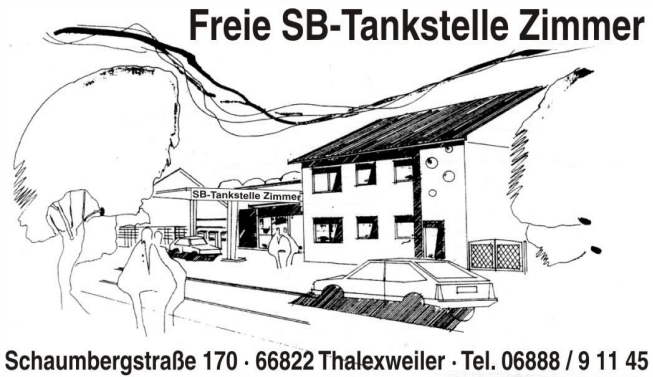 Freie SB-Tankstelle Zimmer
SB-Tankstelle Zimmer
Schaumbergstraße 170 · 66822 Thalexweiler · Tel. 06888 / 9 11 45